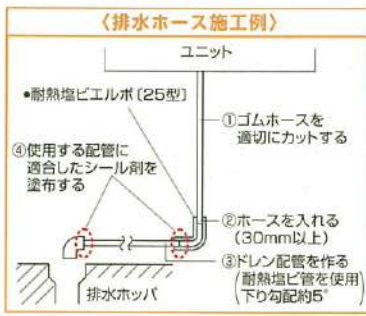 〈排水ホース施工例〉
ユニット
●耐熱塩ビエルボ〔25型〕
①ゴムホースを
適切にカットする
④使用する配管に
適合したシール剤を
塗布する
②ホースを入れる
(30mm以上)
③ドレン配管を作る
(耐熱塩ビ管を使用
下り勾配約5°)
排水ホッパ